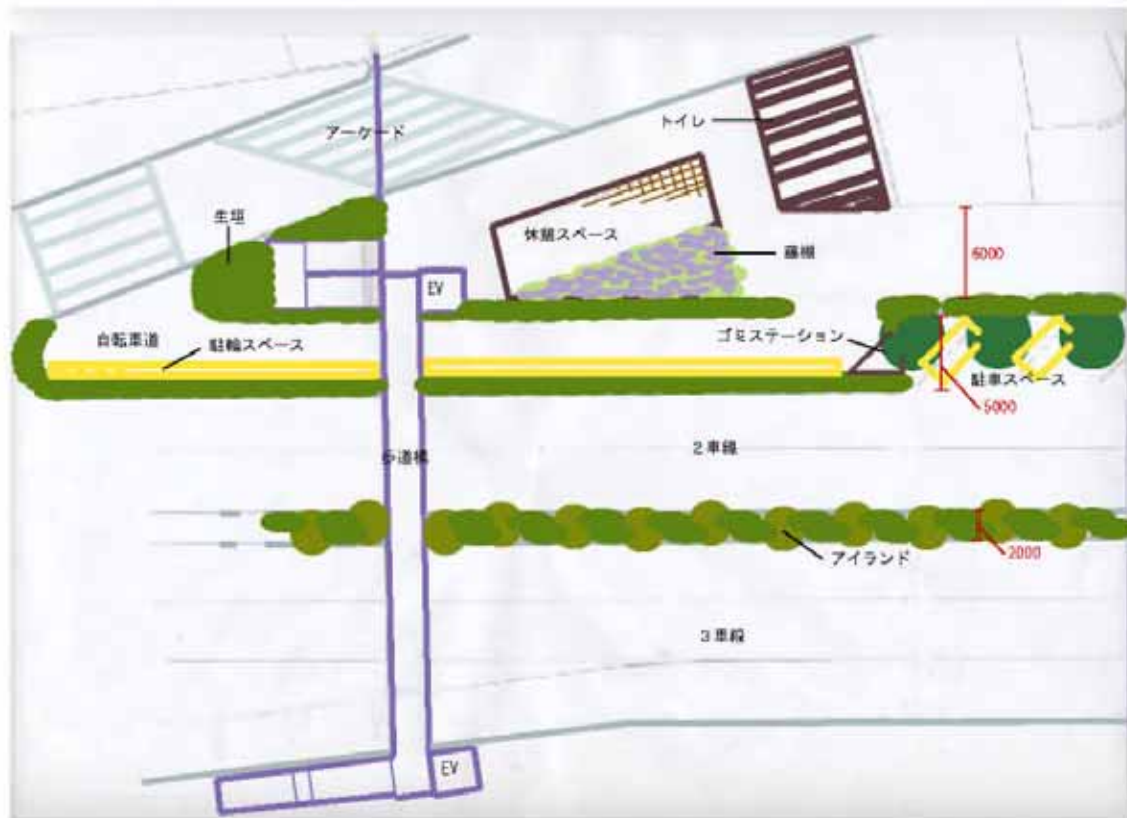 アーケード
トイレ
生垣
休憩スペース
藤棚
6000
EV
自転車道
駐輪スペース
ゴミステーション
駐車スペース
5000
歩道橋
2車線
アイランド
2000
3車線
EV